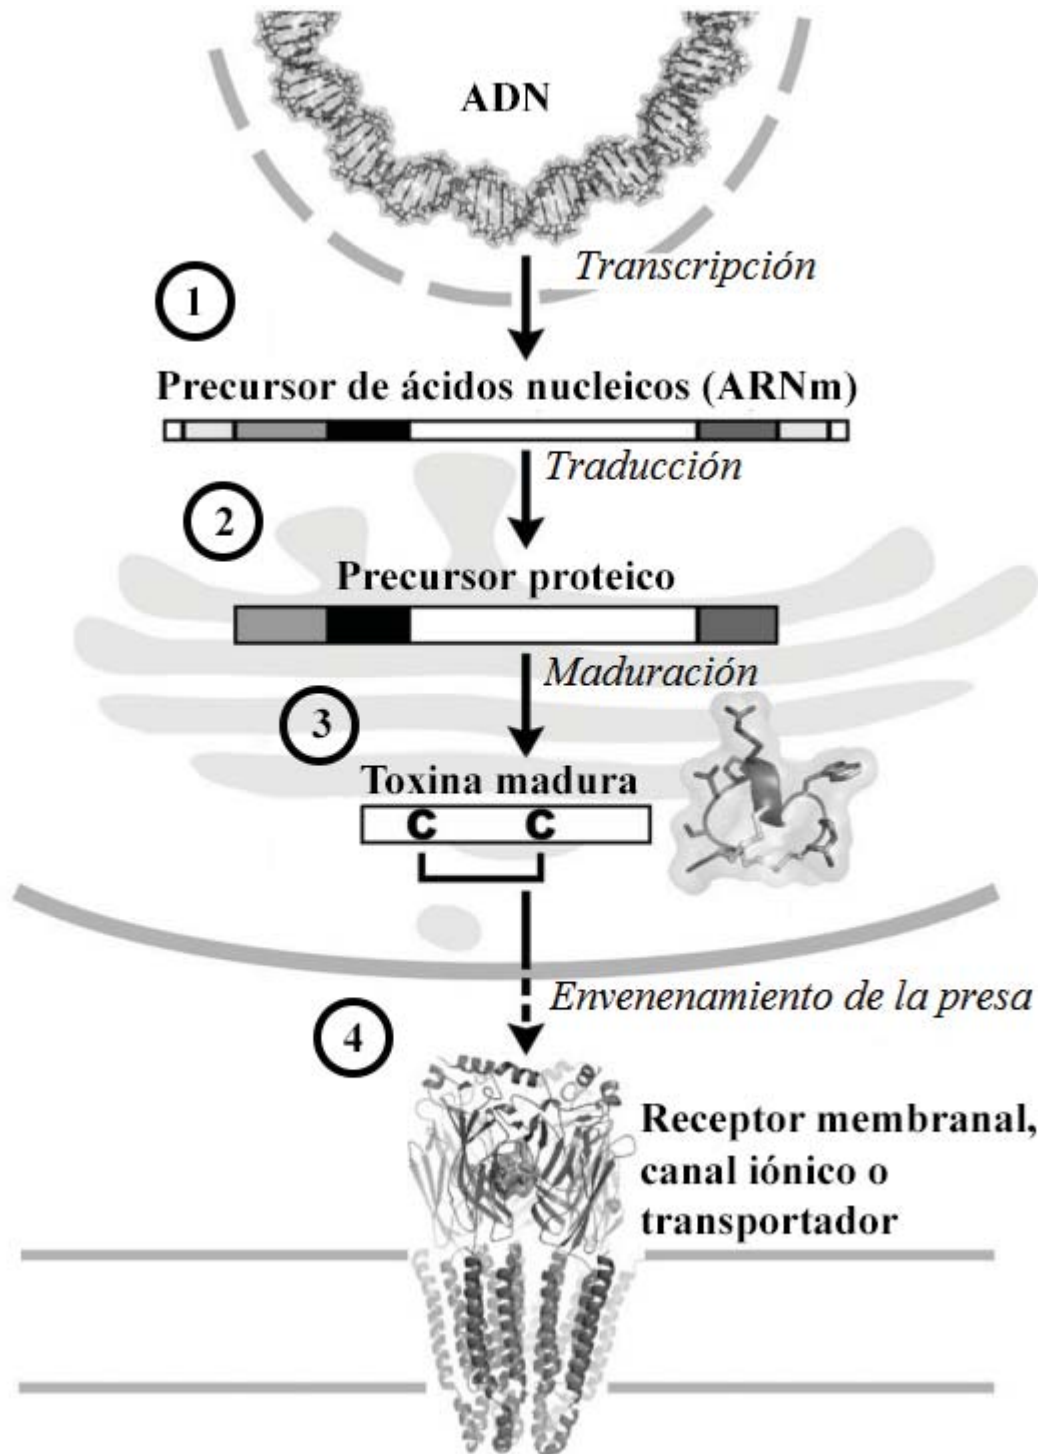 ADN
Transcripción
1
Precursor de ácidos nucleicos (ARNm)
Traducción
2
Precursor proteico
Maduración
3
Toxina madura
C C
Envenenamiento de la presa
4
Receptor membranal,
canal iónico o
transportador